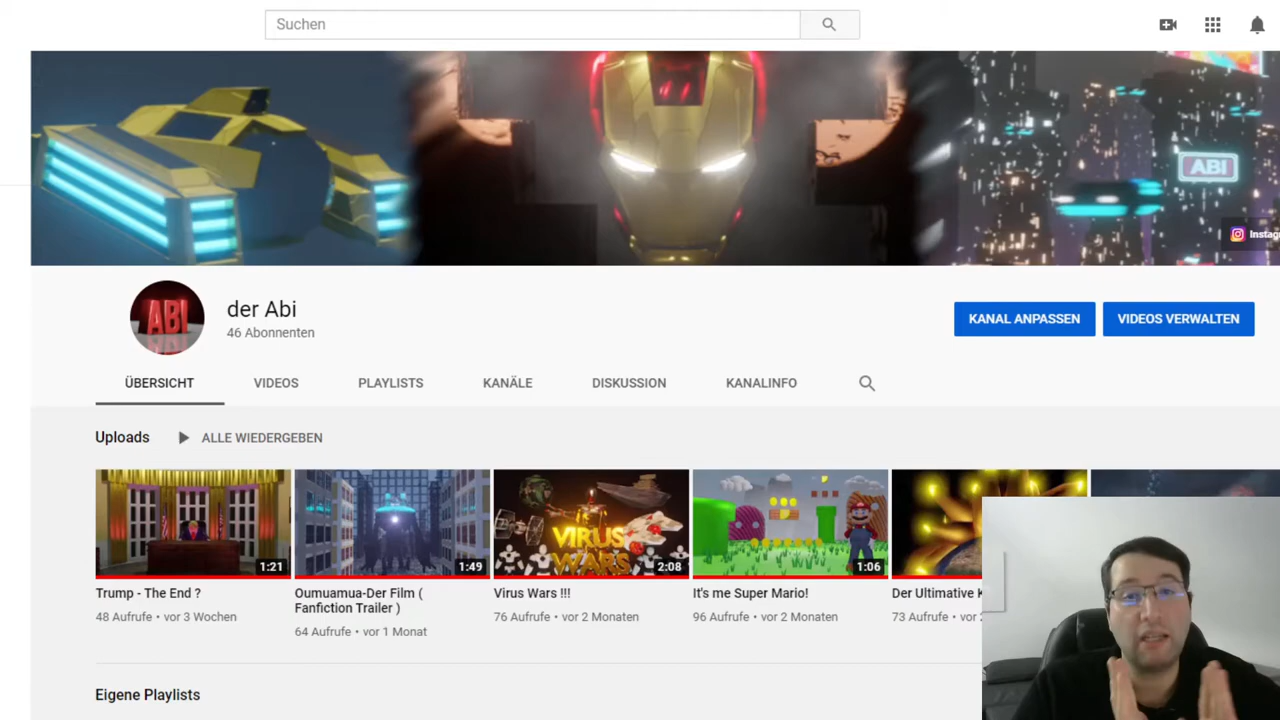 Suchen
ABI
Instag
ABI
der Abi
46 Abonnenten
KANAL ANPASSEN
VIDEOS VERWALTEN
ÜBERSICHT
VIDEOS
PLAYLISTS
KANÄLE
DISKUSSION
KANALINFO
Uploads
ALLE WIEDERGEBEN
1:21
1:49
VIRUS
WARS
2:08
1:06
Trump - The End ?
48 Aufrufe • vor 3 Wochen
Oumuamua-Der Film (
Fanfiction Trailer )
64 Aufrufe • vor 1 Monat
Virus Wars !!!
76 Aufrufe • vor 2 Monaten
It's me Super Mario!
96 Aufrufe • vor 2 Monaten
Der Ultimative
73 Aufrufe • vor
Eigene Playlists